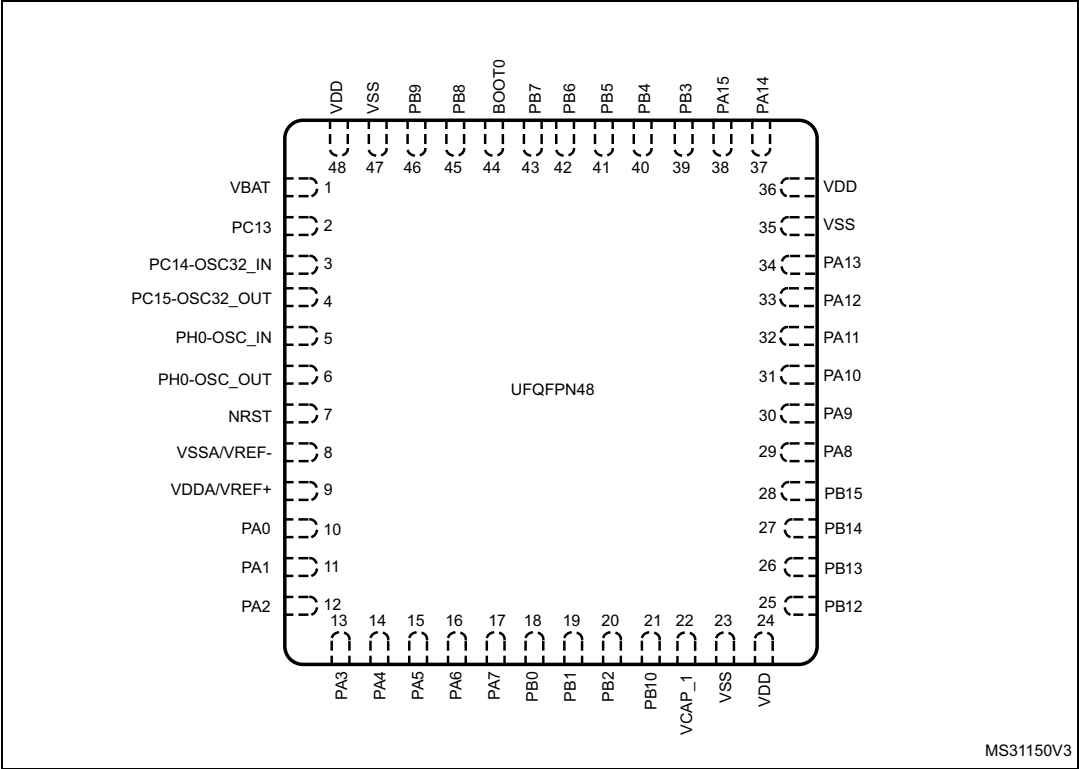 VDD
VSS
PB9
PB8
BOOT0
PB7
PB6
PB5
PB4
PB3
PA15
PA14
48 47 46 45 44 43 42 41 40 39 38 37
VBAT 1 36 VDD
PC13 2 35 VSS
PC14-OSC32_IN 3 34 PA13
PC15-OSC32_OUT 4 33 PA12
PH0-OSC_IN 5 32 PA11
PH0-OSC_OUT 6 31 PA10
UFQFPN48
NRST 7 30 PA9
VSSA/VREF- 8 29 PA8
VDDA/VREF+ 9 28 PB15
PA0 10 27 PB14
PA1 11 26 PB13
PA2 12 25 PB12
13 14 15 16 17 18 19 20 21 22 23 24
PA3
PA4
PA5
PA6
PA7
PB0
PB1
PB2
PB10
VCAP_1
VSS
VDD
MS31150V3